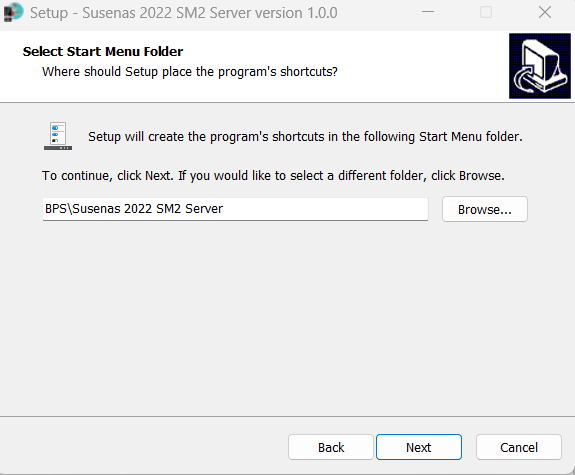 Setup - Susenas 2022 SM2 Server version 1.0.0
Select Start Menu Folder
Where should Setup place the program's shortcuts?
Setup will create the program's shortcuts in the following Start Menu folder.
To continue, click Next. If you would like to select a different folder, click Browse.
BPS\Susenas 2022 SM2 Server
Browse...
Back
Next
Cancel